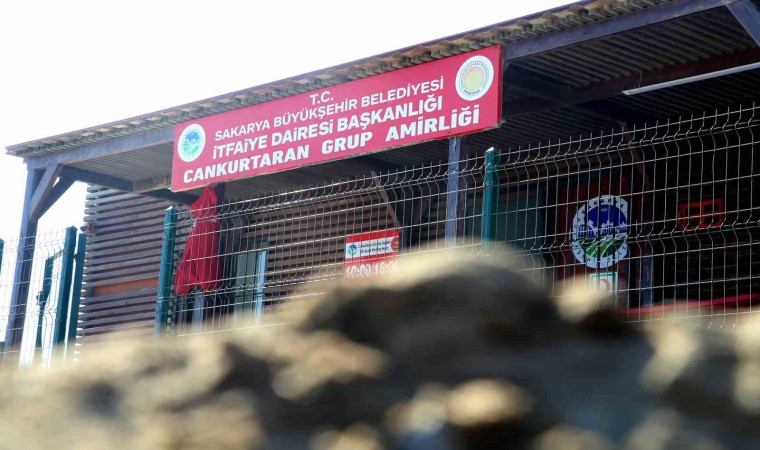 T.C.
SAKARYA BÜYÜKŞEHİR BELEDİYESİ
İTFAİYE DAİRESİ BAŞKANLIĞI
CANKURTARAN GRUP AMİRLİĞİ